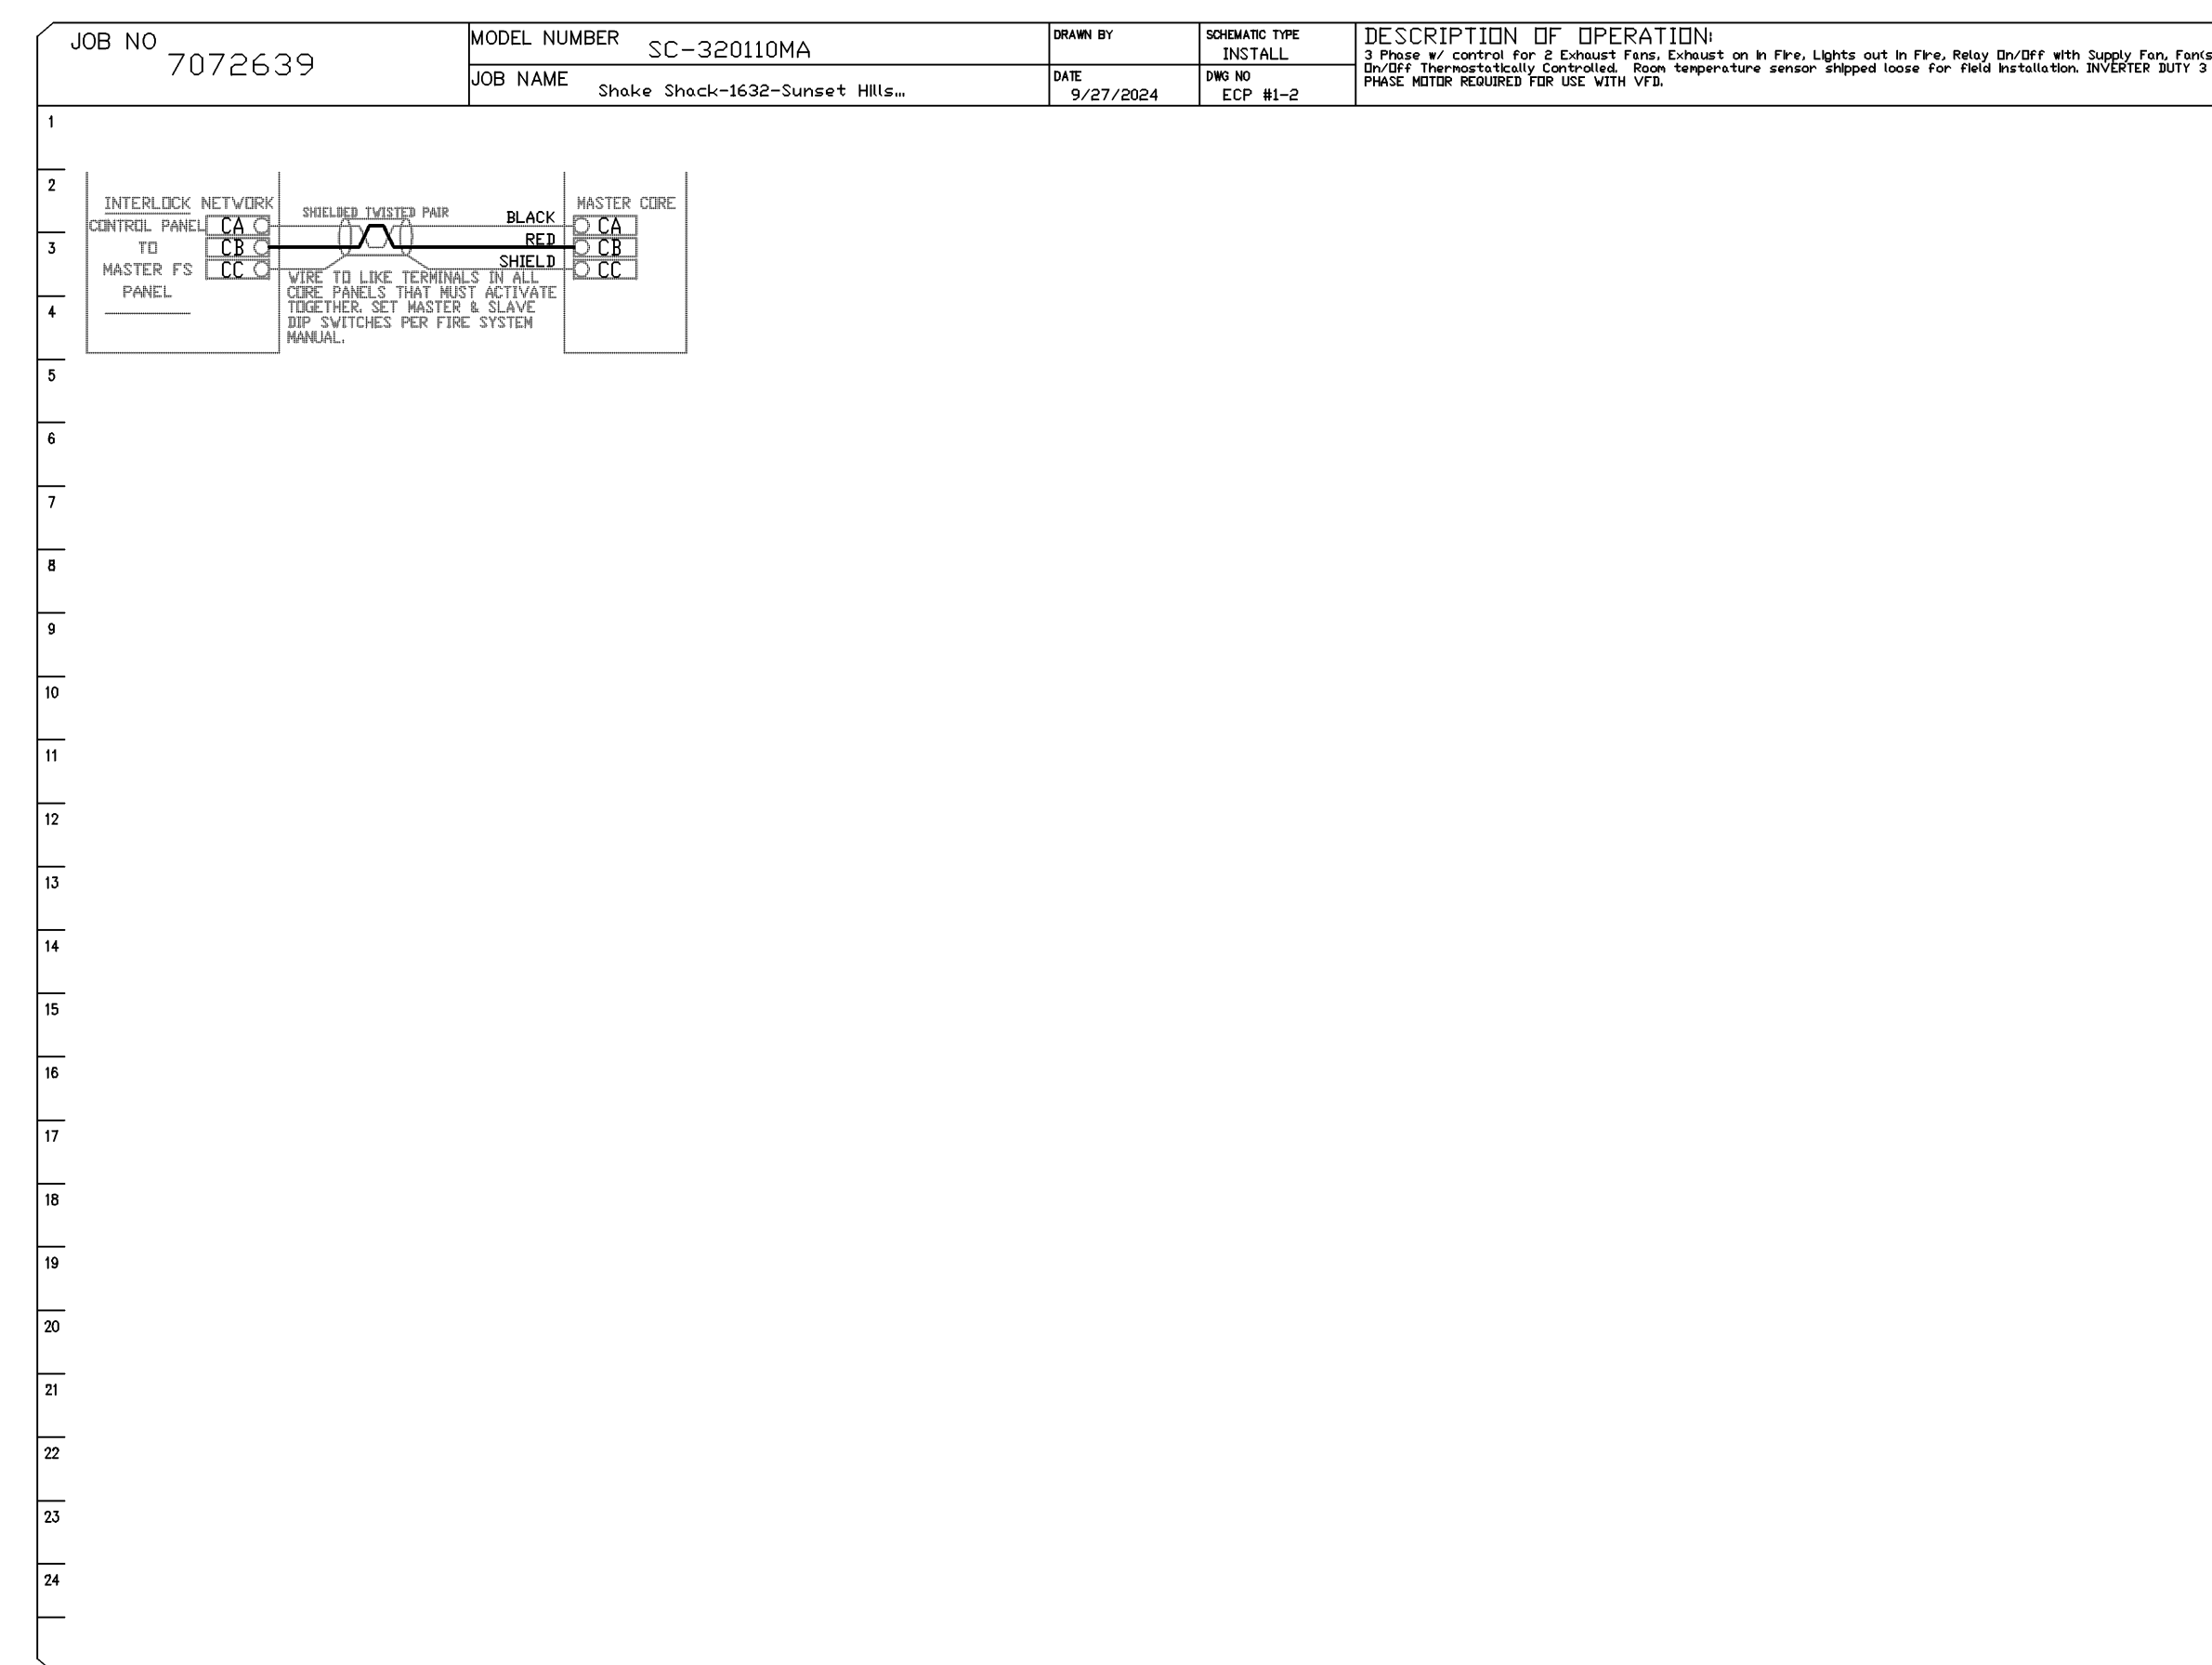 JOB NO
7072639
MODEL NUMBER SC-320110MA
JOB NAME Shake Shack-1632-Sunset Hills...
DRAWN BY
DATE
9/27/2024
SCHEMATIC TYPE
INSTALL
DWG NO
ECP #1-2
DESCRIPTION OF OPERATION:
3 Phase w/ control for 2 Exhaust Fans, Exhaust on in Fire, Lights out in Fire, Relay On/Off with Supply Fan, Fan(s
On/Off Thermostatically Controlled. Room temperature sensor shipped loose for field installation. INVERTER DUTY 3
PHASE MOTOR REQUIRED FOR USE WITH VFD.
1
2
INTERLOCK NETWORK
CONTROL PANEL
TO
MASTER FS
PANEL
CA
CB
CC
SHIELDED TWISTED PAIR
BLACK
RED
SHIELD
WIRE TO LIKE TERMINALS IN ALL
CORE PANELS THAT MUST ACTIVATE
TOGETHER. SET MASTER & SLAVE
DIP SWITCHES PER FIRE SYSTEM
MANUAL.
MASTER CORE
CA
CB
CC
3
4
5
6
7
8
9
10
11
12
13
14
15
16
17
18
19
20
21
22
23
24